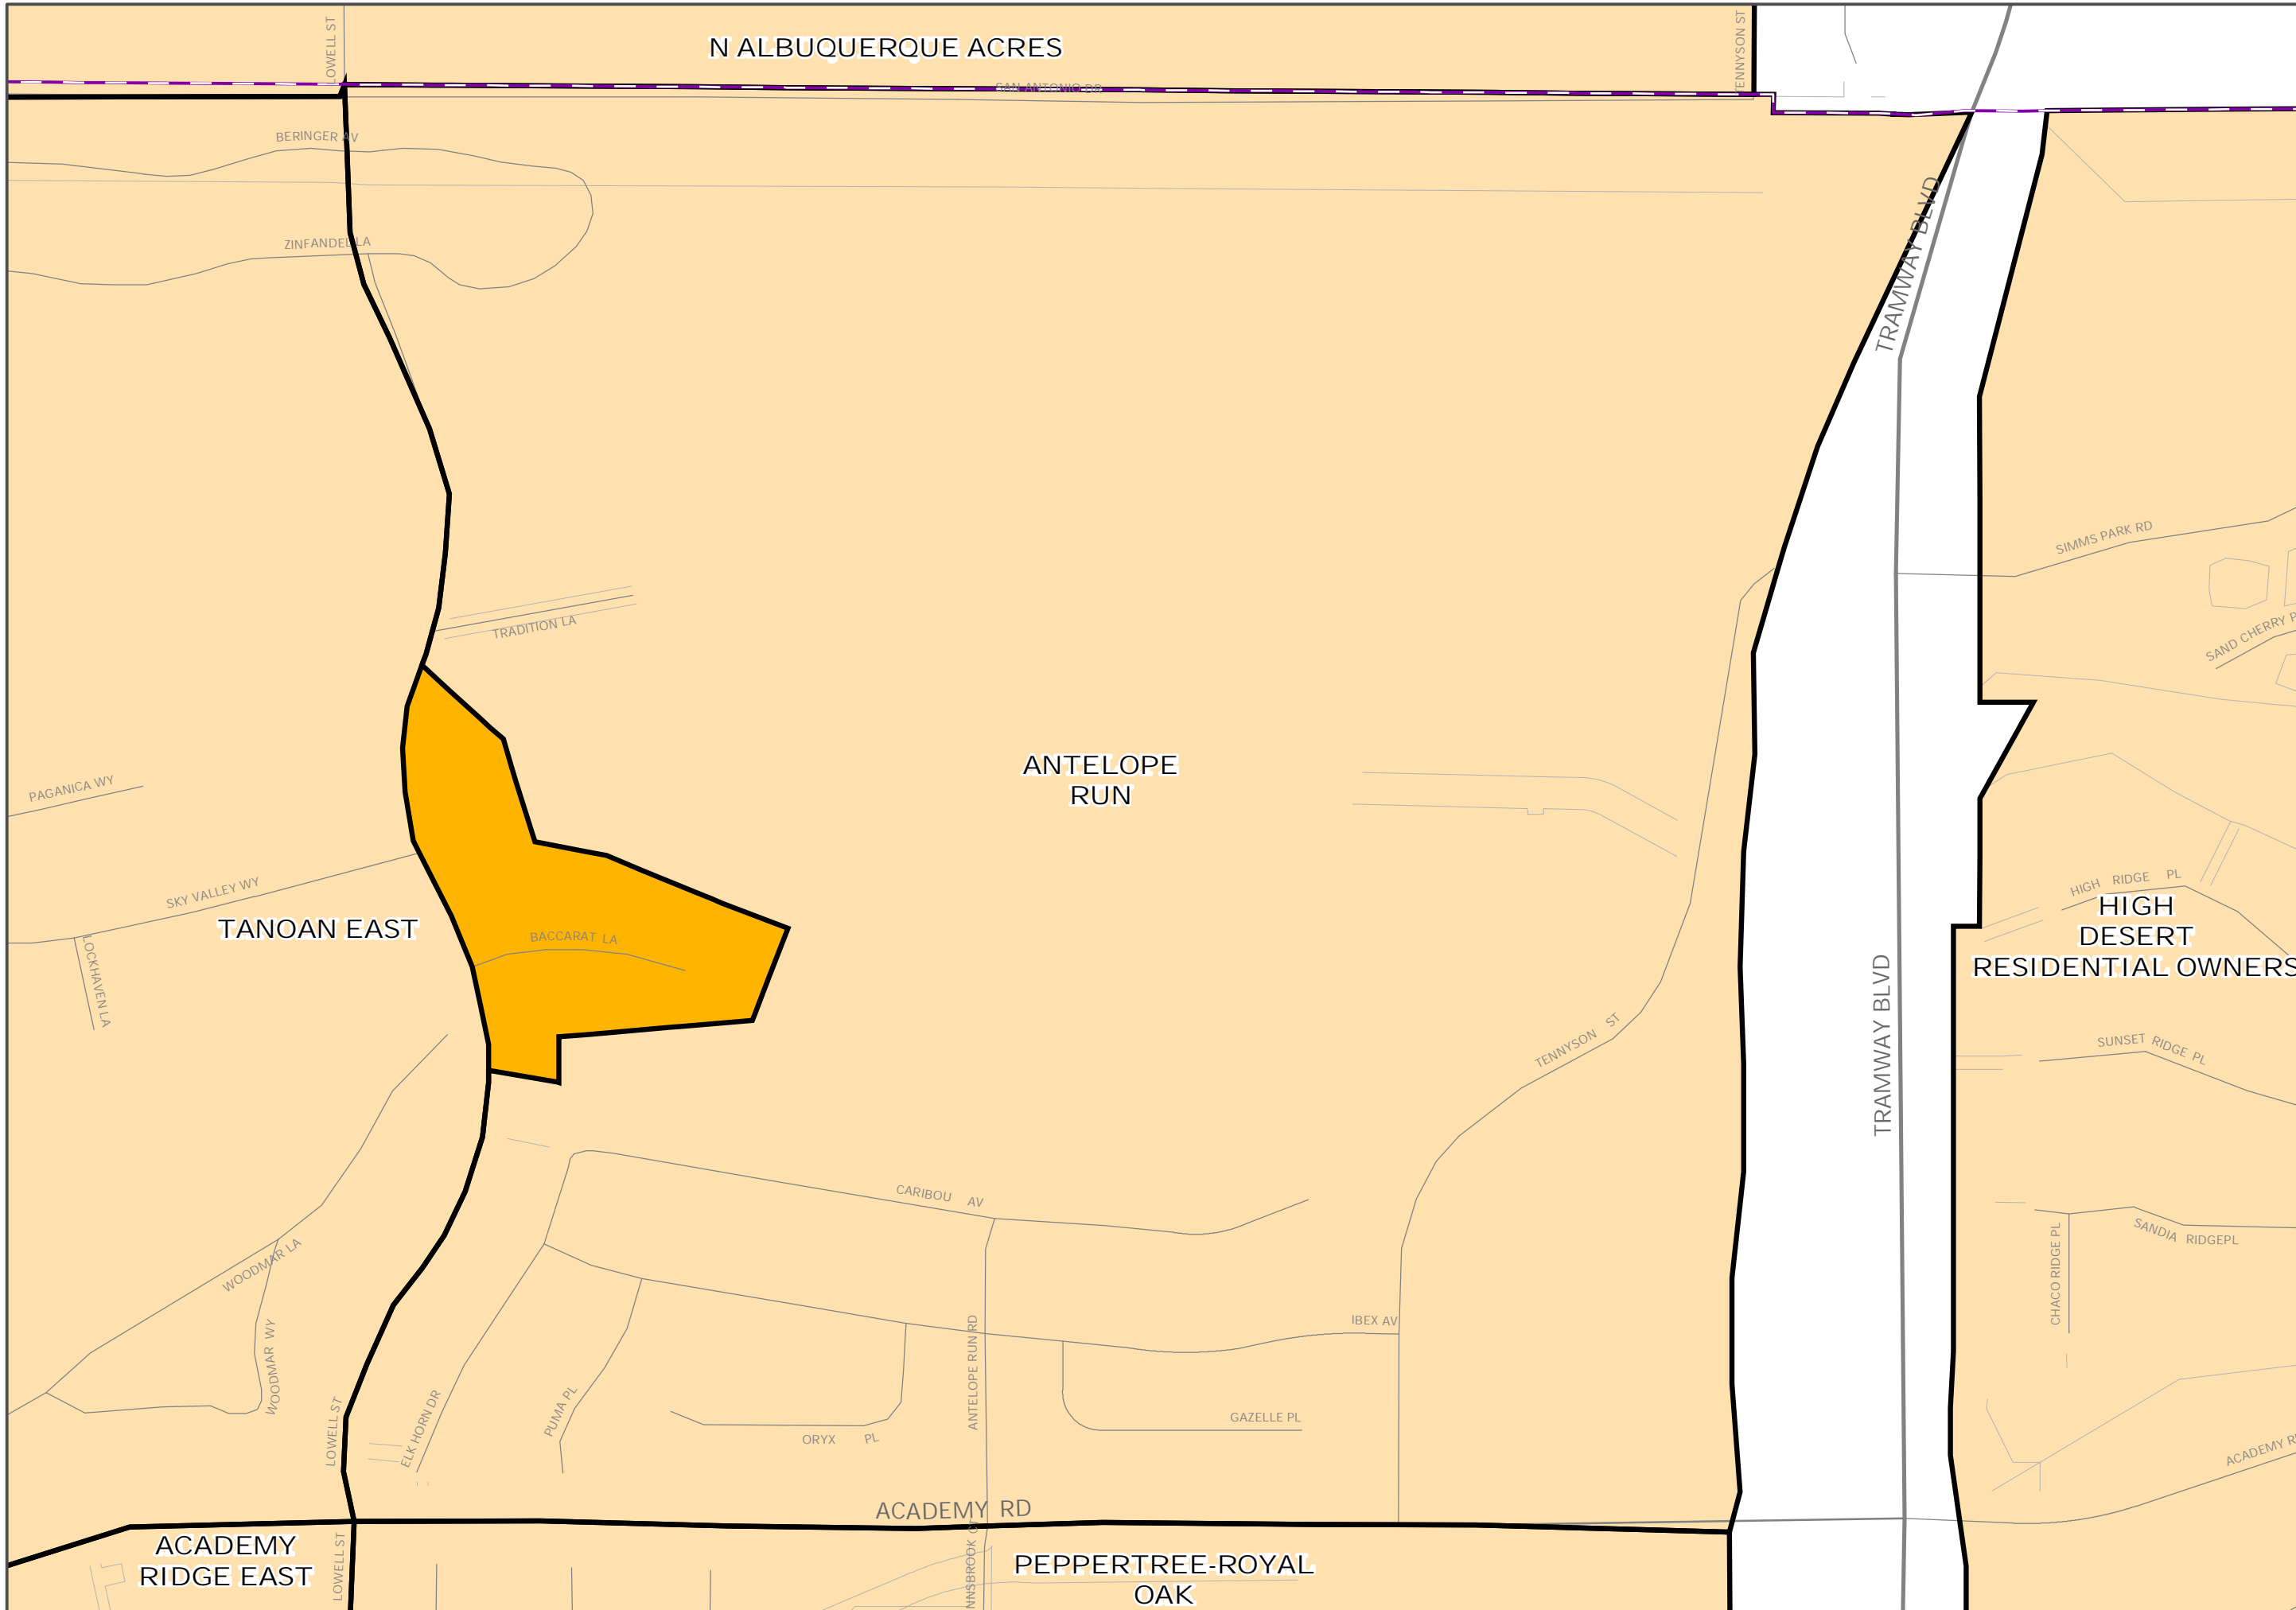 LOWELL ST
N ALBUQUERQUE ACRES
TENNYSON ST
SAN ANTONIO DR
BERINGER AV
ZINFANDEL LA
TRAMWAY BLVD
SIMMS PARK RD
SAND CHERRY
TRADITION LA
PAGANICA WY
ANTELOPE
RUN
SKY VALLEY WY
HIGH RIDGE PL
TANOAN EAST
BACCARAT LA
HIGH
DESERT
RESIDENTIAL OWNERS
LOCKHAVEN LA
TRAMWAY BLVD
TENNYSON ST
SUNSET RIDGE PL
CARIBOU AV
SANDIA RIDGEPL
CHACO RIDGE PL
WOODMAR LA
WOODMAR WY
IBEX AV
ANTELOPE RUN RD
LOWELL ST
ELK HORN DR
PUMA PL
ORYX PL
GAZELLE PL
ACADEMY R
ACADEMY RD
ACADEMY
RIDGE EAST
LOWELL ST
NNSBROOK CT
PEPPERTREE-ROYAL
OAK